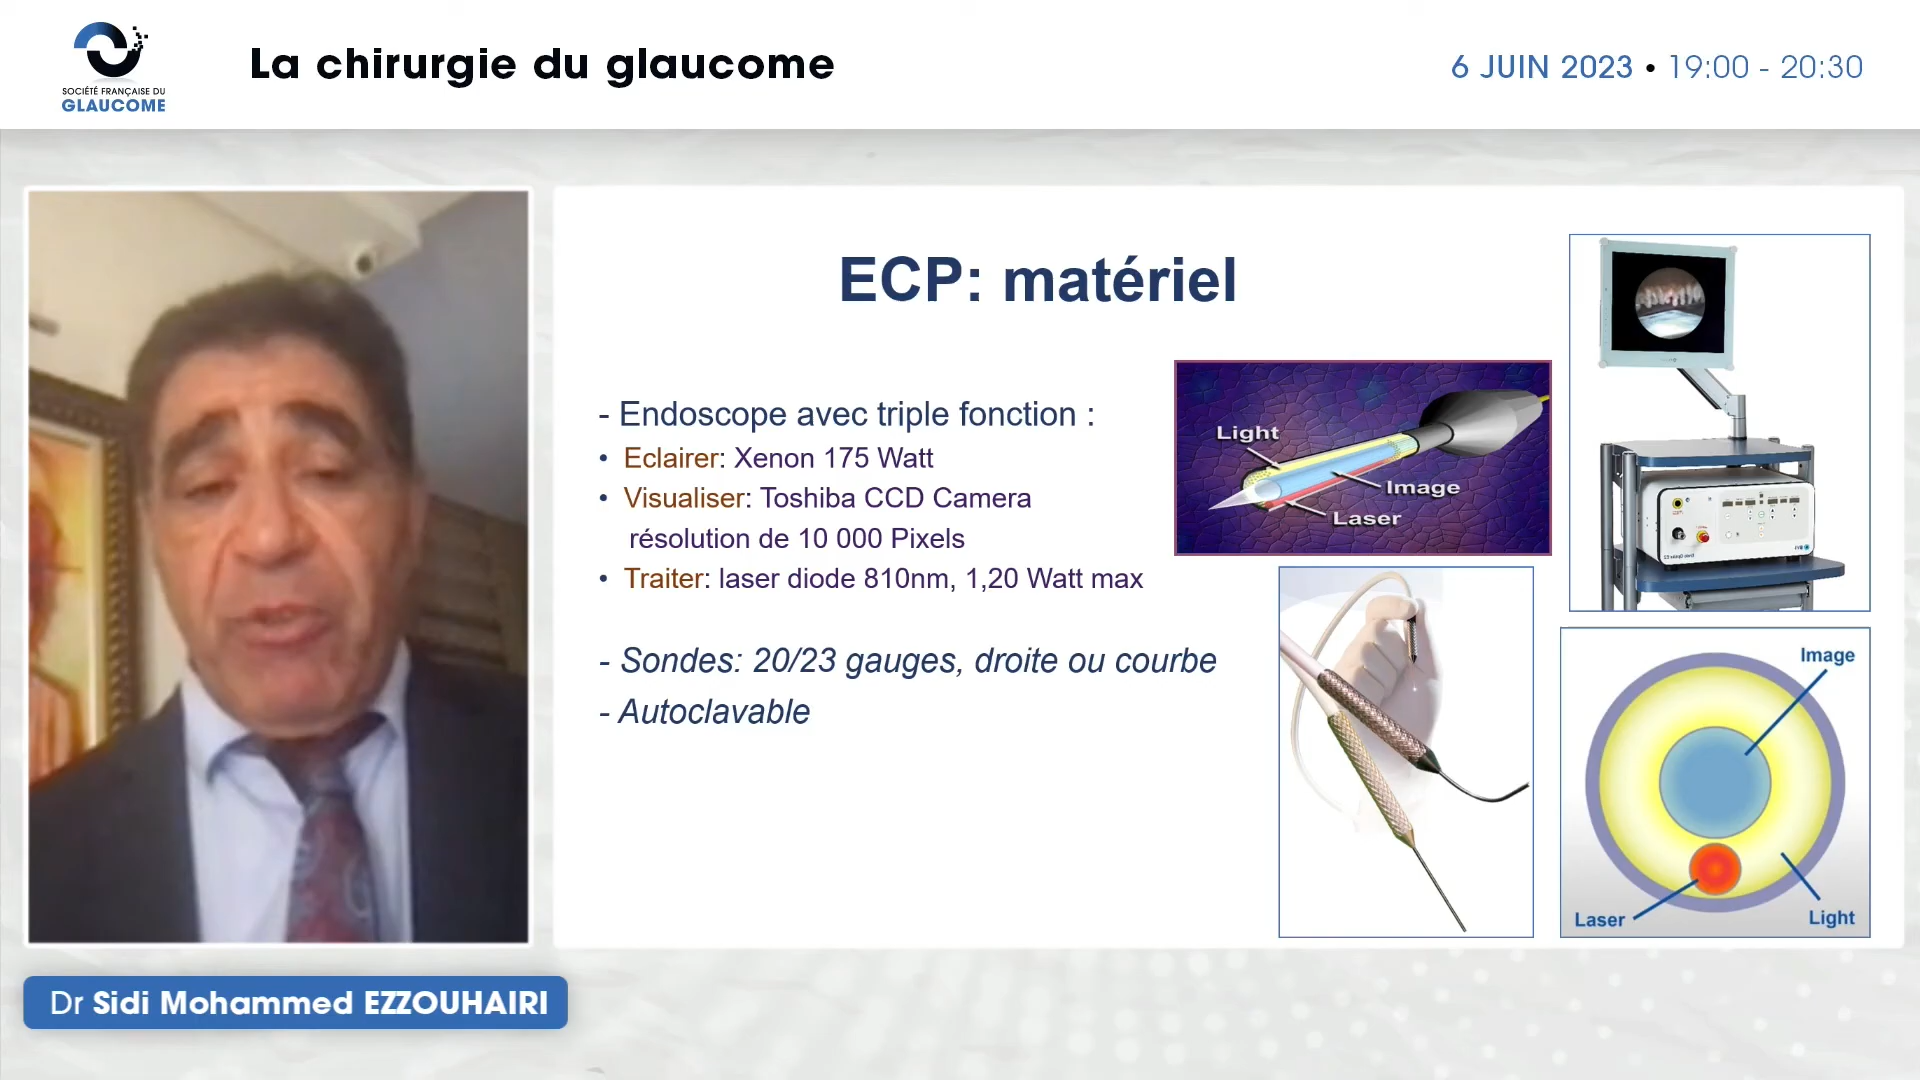 SOCIÉTÉ FRANÇAISE DU
GLAUCOME
La chirurgie du glaucome
6 JUIN 2023 • 19:00 - 20:30
ECP: matériel
- Endoscope avec triple fonction :
• Eclairer: Xenon 175 Watt
• Visualiser: Toshiba CCD Camera
résolution de 10 000 Pixels
• Traiter: laser diode 810nm, 1,20 Watt max
- Sondes: 20/23 gauges, droite ou courbe
- Autoclavable
Light
Image
Laser
Image
Laser
Light
Dr Sidi Mohammed EZZOUHAIRI